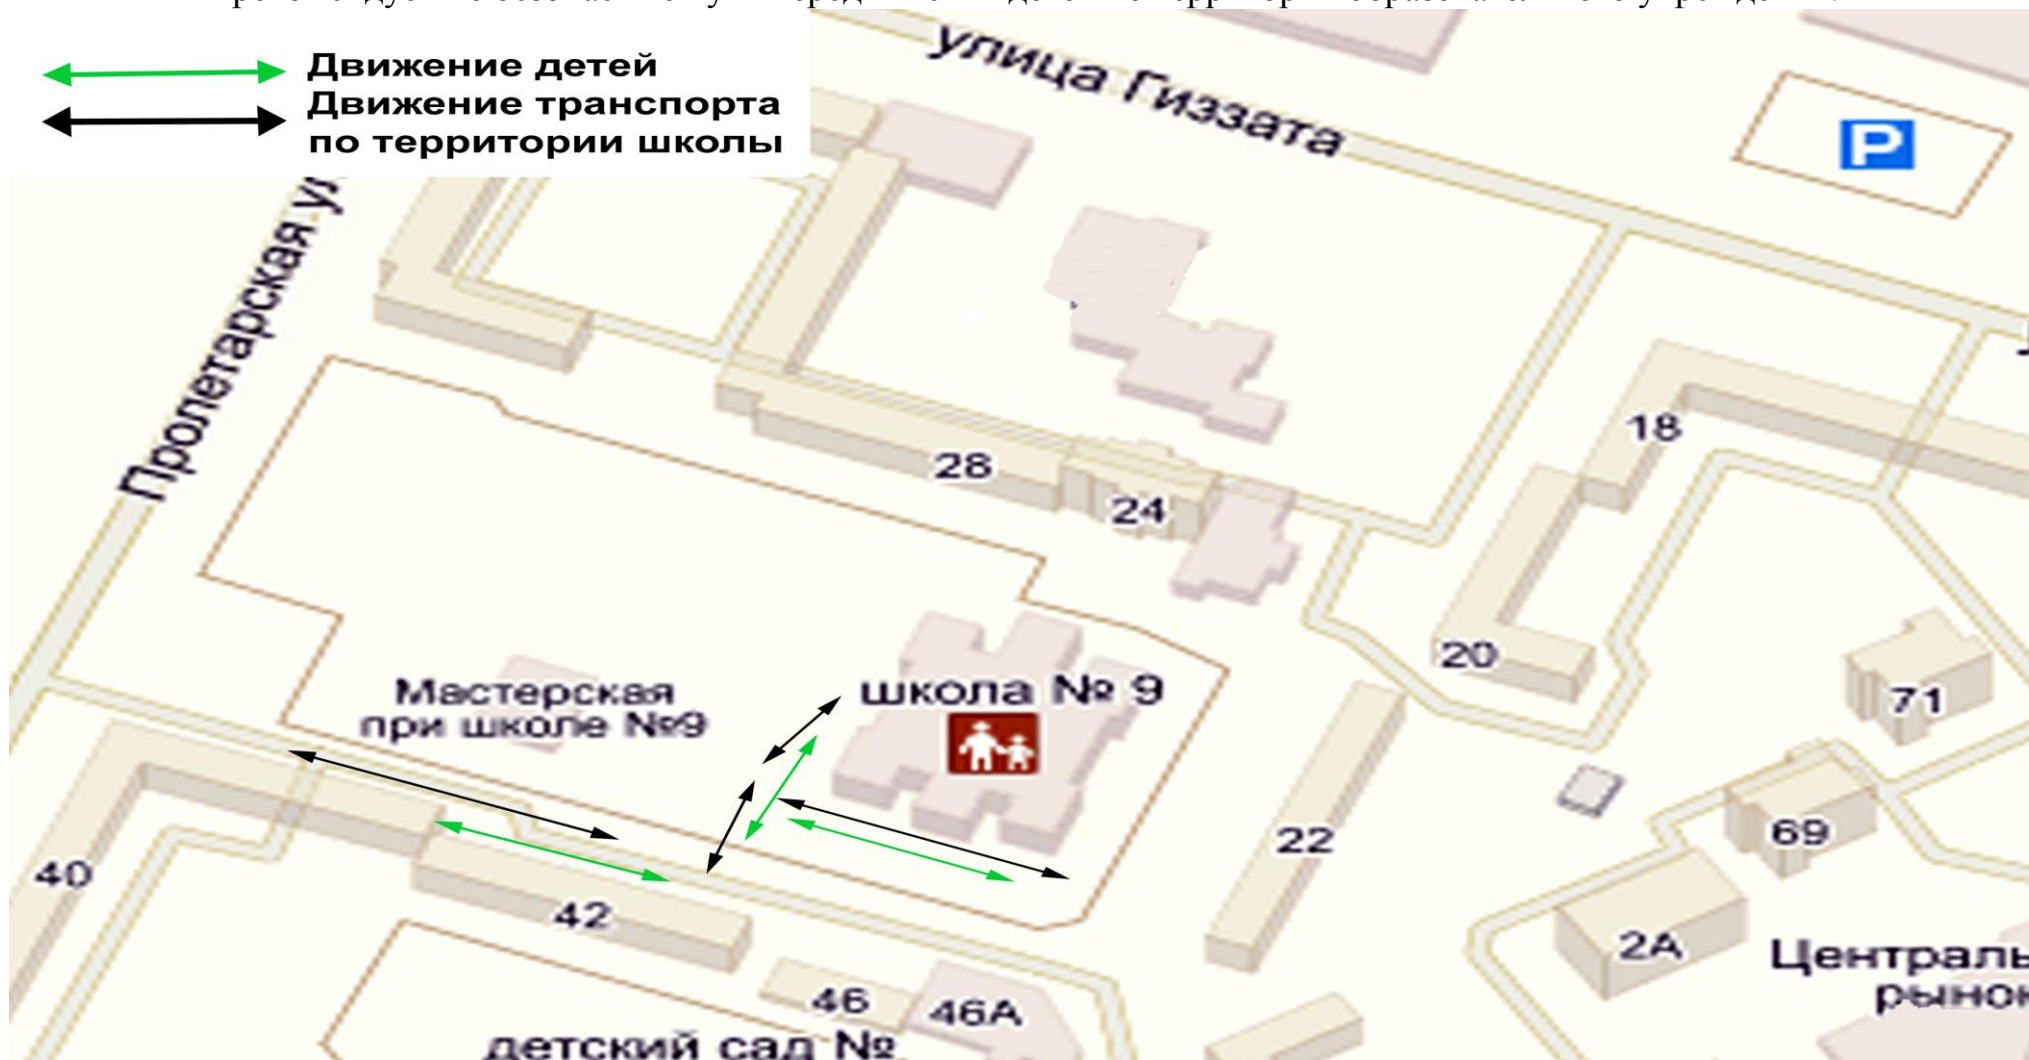 Движение детей
Движение транспорта
по территории школы
улица Гиззата
P
Пролетарская
28
24
18
20
71
школа № 9
Мастерская
при школе №9
22
69
40
42
2А
Централь
рынок
46
46А
детский сад №